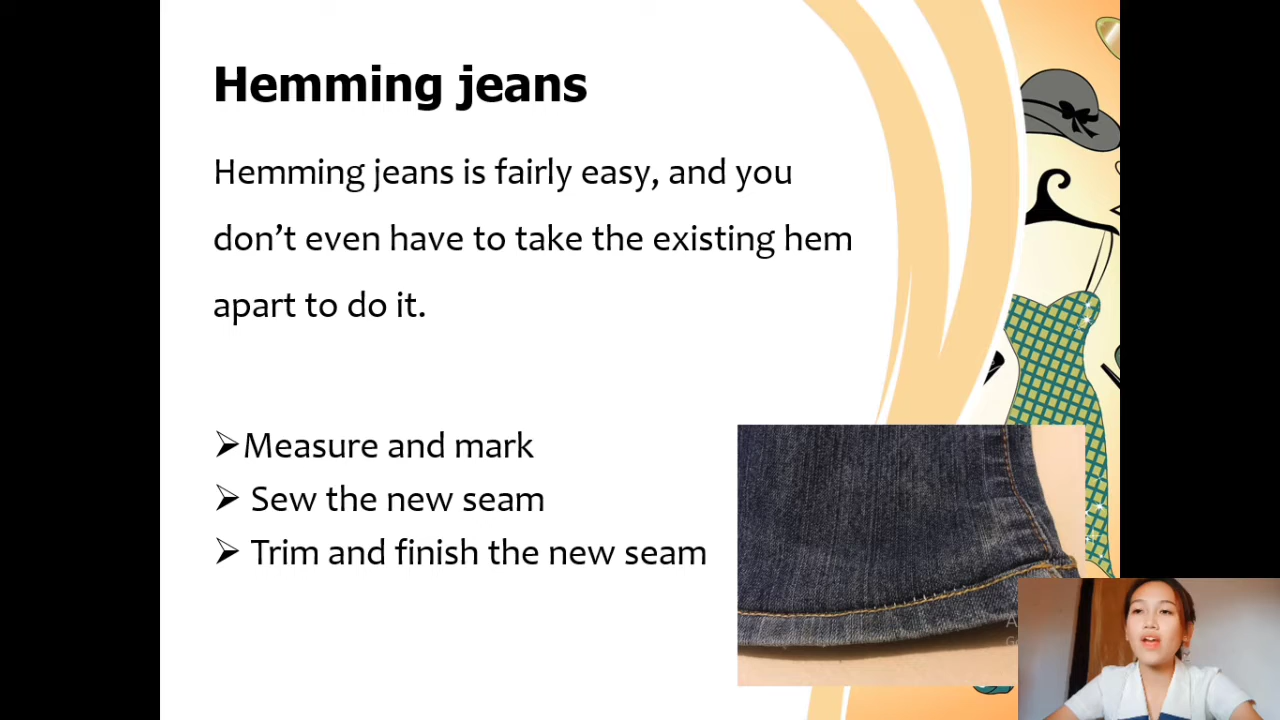 Hemming jeans
Hemming jeans is fairly easy, and you
don’t even have to take the existing hem
apart to do it.
➢Measure and mark
➢ Sew the new seam
➢ Trim and finish the new seam